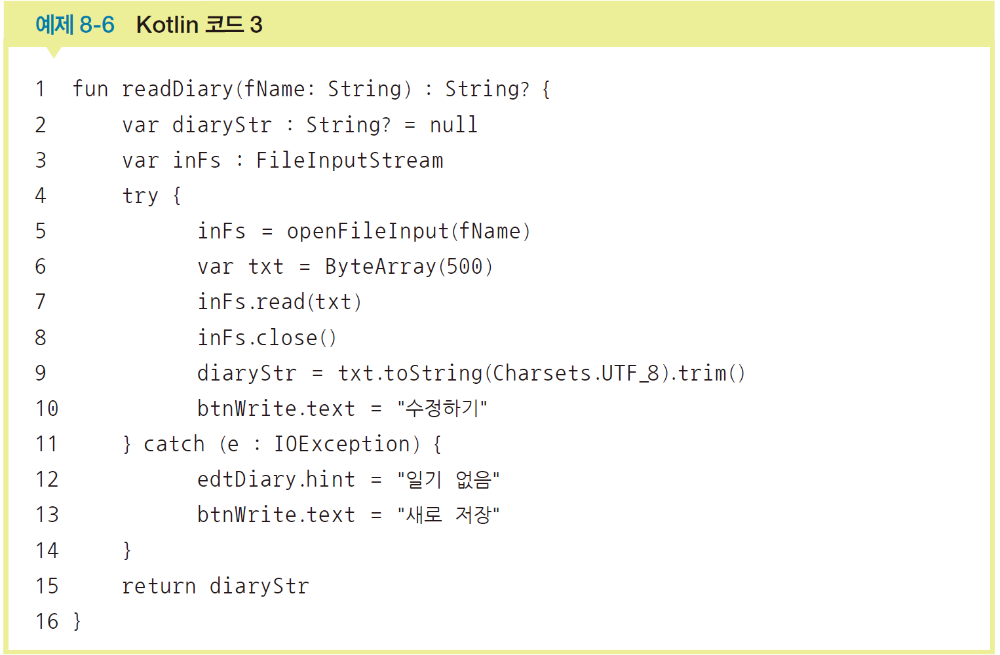 예제 8-6 Kotlin 코드 3
1 fun readDiary(fName: String) : String? {
2 var diaryStr : String? = null
3 var inFs : FileInputStream
4 try {
5 inFs = openFileInput(fName)
6 var txt = ByteArray(500)
7 inFs.read(txt)
8 inFs.close()
9 diaryStr = txt.toString(Charsets.UTF_8).trim()
10 btnWrite.text = "수정하기"
11 } catch (e : IOException) {
12 edtDiary.hint = "일기 없음"
13 btnWrite.text = "새로 저장"
14 }
15 return diaryStr
16 }